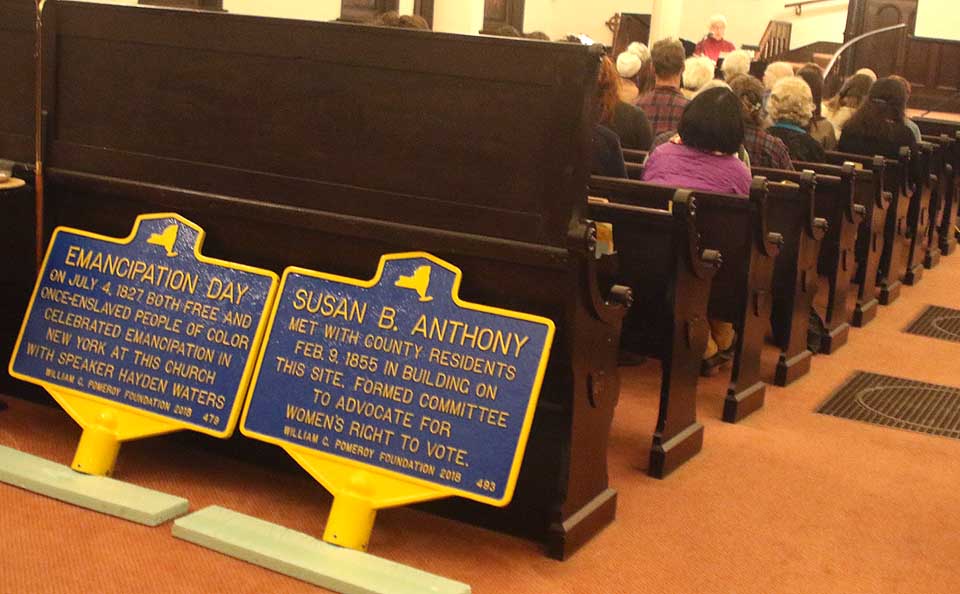 EMANCIPATION DAY
ON JULY 4, 1827 BOTH FREE AND
ONCE-ENSLAVED PEOPLE OF COLOR
CELEBRATED EMANCIPATION IN
NEW YORK AT THIS CHURCH
WITH SPEAKER HAYDEN WATERS
WILLIAM C. POMEROY FOUNDATION 2018 479
SUSAN B. ANTHONY
MET WITH COUNTY RESIDENTS
FEB. 9, 1855 IN BUILDING ON
THIS SITE. FORMED COMMITTEE
TO ADVOCATE FOR
WOMEN'S RIGHT TO VOTE.
WILLIAM C. POMEROY FOUNDATION 2018 493